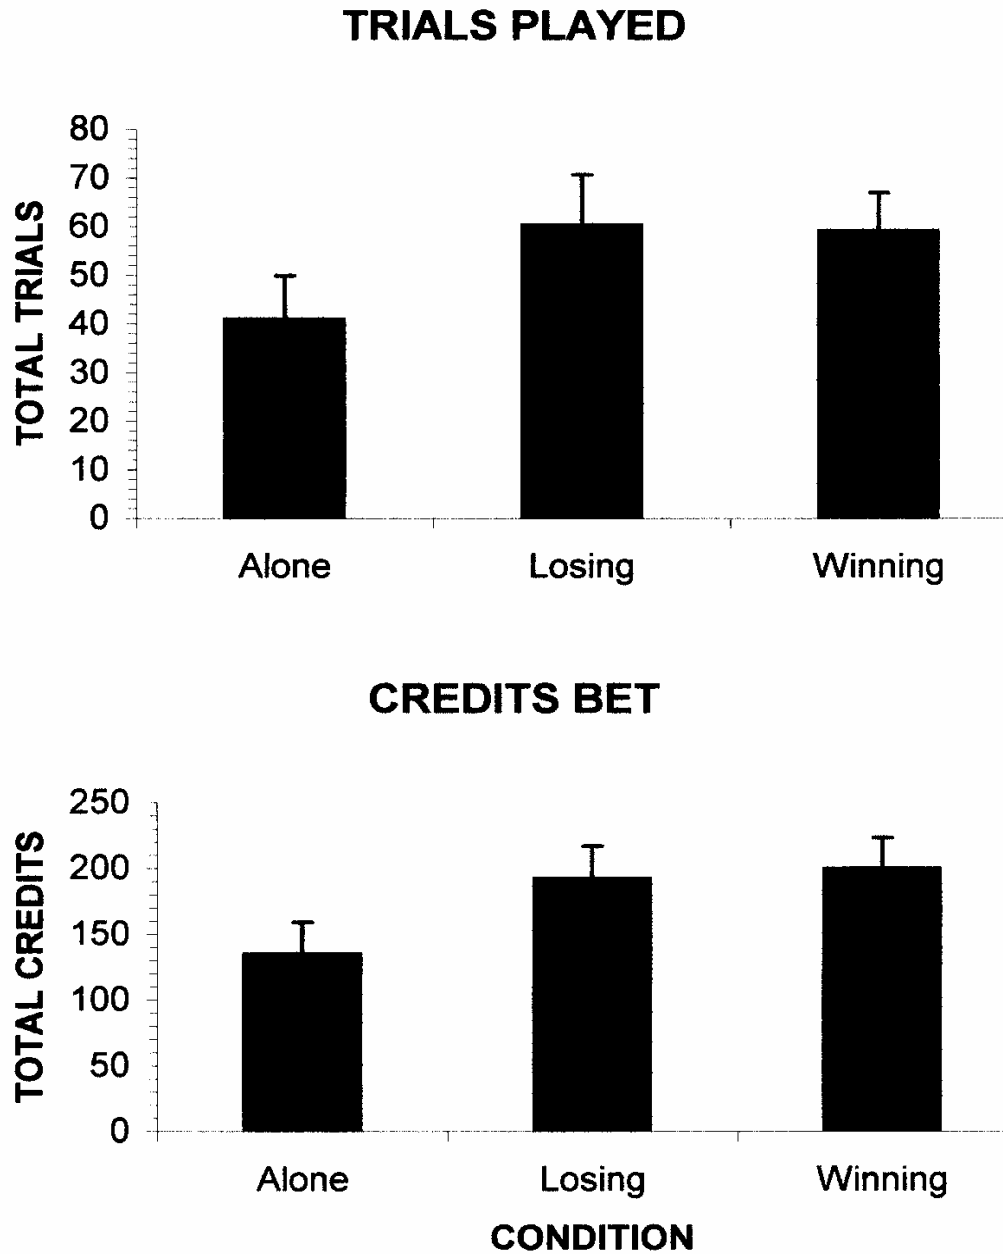 TRIALS PLAYED
TOTAL TRIALS
80
70
60
50
40
30
20
10
0
Alone Losing Winning
CREDITS BET
TOTAL CREDITS
250
200
150
100
50
0
Alone Losing Winning
CONDITION